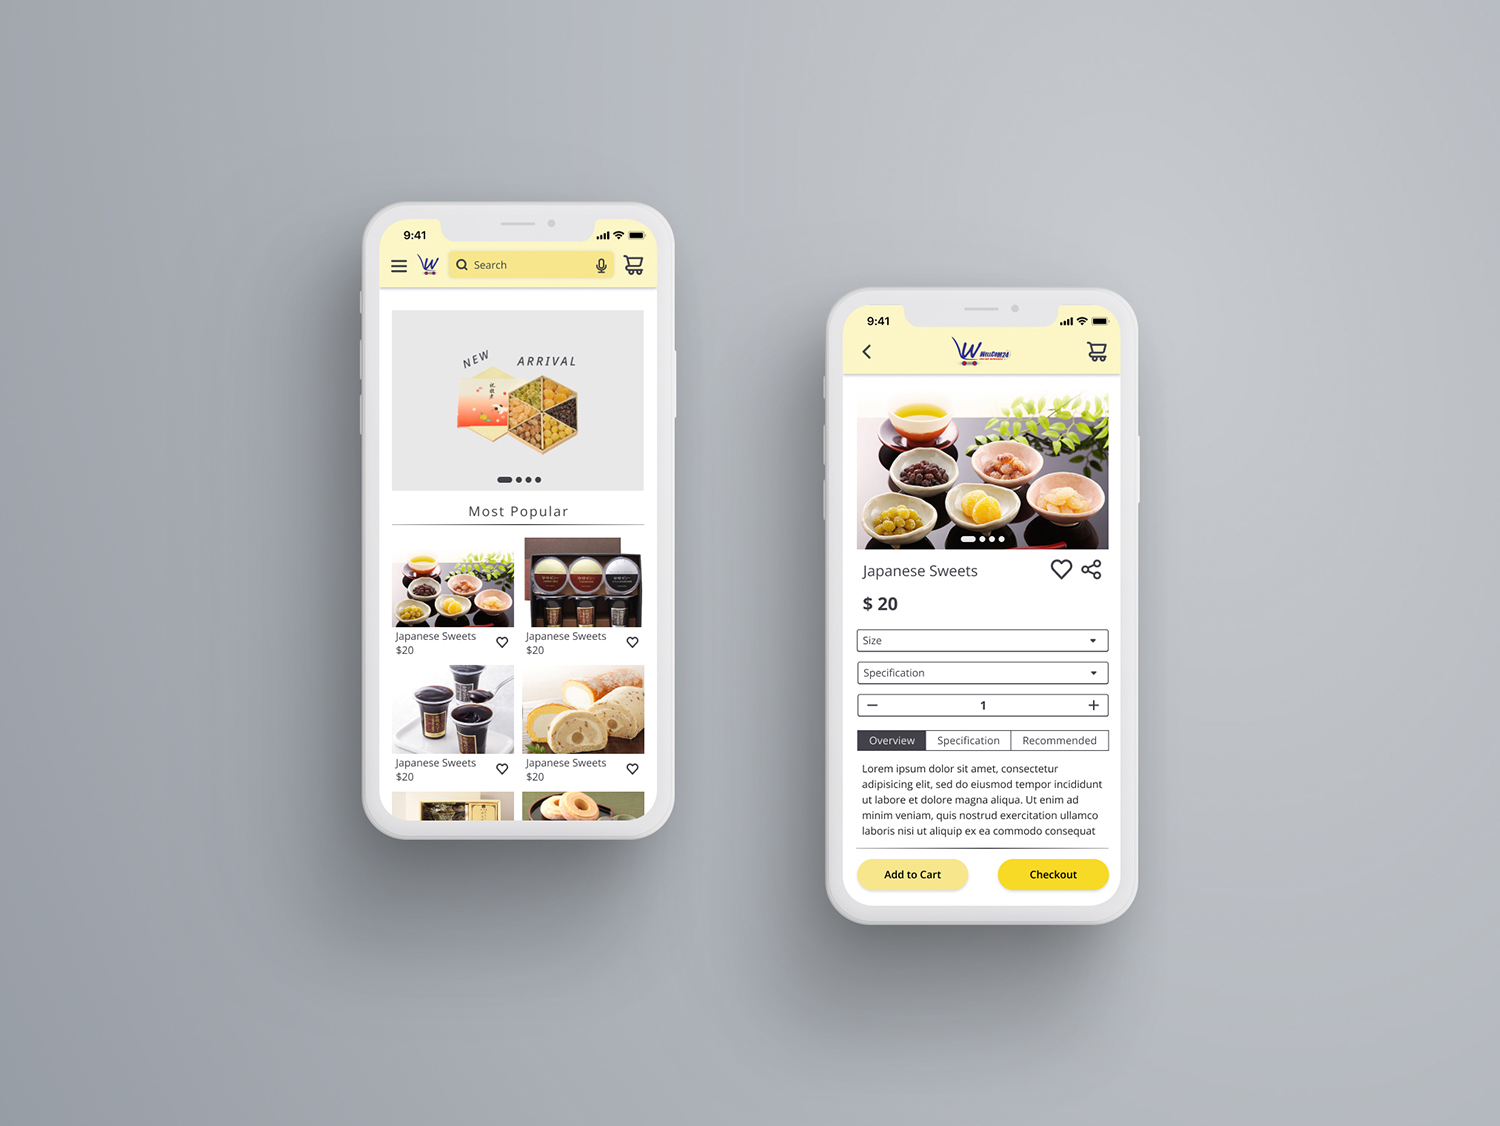 9:41
W
Search
NEW ARRIVAL
Most Popular
Japanese Sweets
$20
Japanese Sweets
$20
Japanese Sweets
$20
Japanese Sweets
$20
9:41
W WELLCOM24
Japanese Sweets
$ 20
Size
Specification
1
Overview Specification Recommended
Lorem ipsum dolor sit amet, consectetur
adipisicing elit, sed do eiusmod tempor incididunt
ut labore et dolore magna aliqua. Ut enim ad
minim veniam, quis nostrud exercitation ullamco
laboris nisi ut aliquip ex ea commodo consequat
Add to Cart Checkout